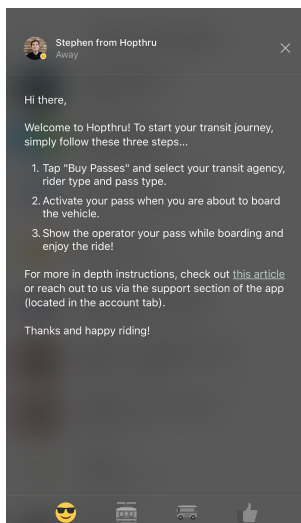 Stephen from Hopthru
Away
Hi there,
Welcome to Hopthru! To start your transit journey,
simply follow these three steps...
1. Tap "Buy Passes" and select your transit agency,
rider type and pass type.
2. Activate your pass when you are about to board
the vehicle.
3. Show the operator your pass while boarding and
enjoy the ride!
For more in depth instructions, check out this article
or reach out to us via the support section of the app
(located in the account tab).
Thanks and happy riding!